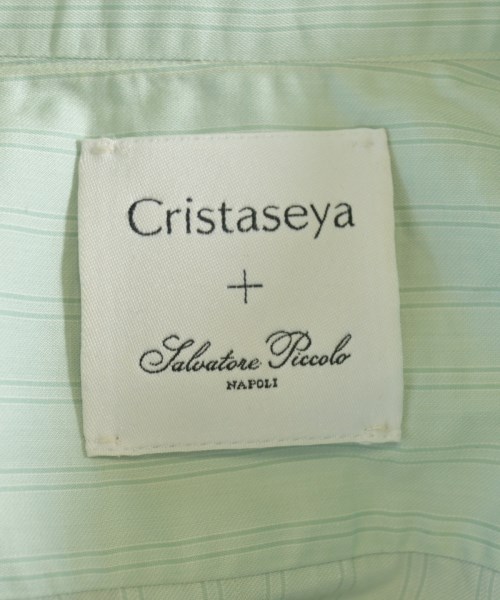 Cristaseya
+
Salvatore Piccolo
NAPOLI